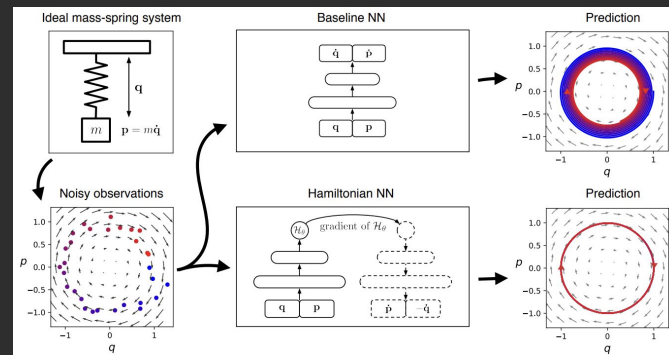 Ideal mass-spring system
q
m
p = mq̇
Baseline NN
q̇ ṗ
q p
Prediction
p
1.0
0.5
0.0
−0.5
−1.0
−1 0 1
q
Noisy observations
p
1.0
0.5
0.0
−0.5
−1.0
−1 0 1
q
Hamiltonian NN
ℋθ
gradient of ℋθ
q p
ṗ −q̇
Prediction
p
1.0
0.5
0.0
−0.5
−1.0
−1 0 1
q